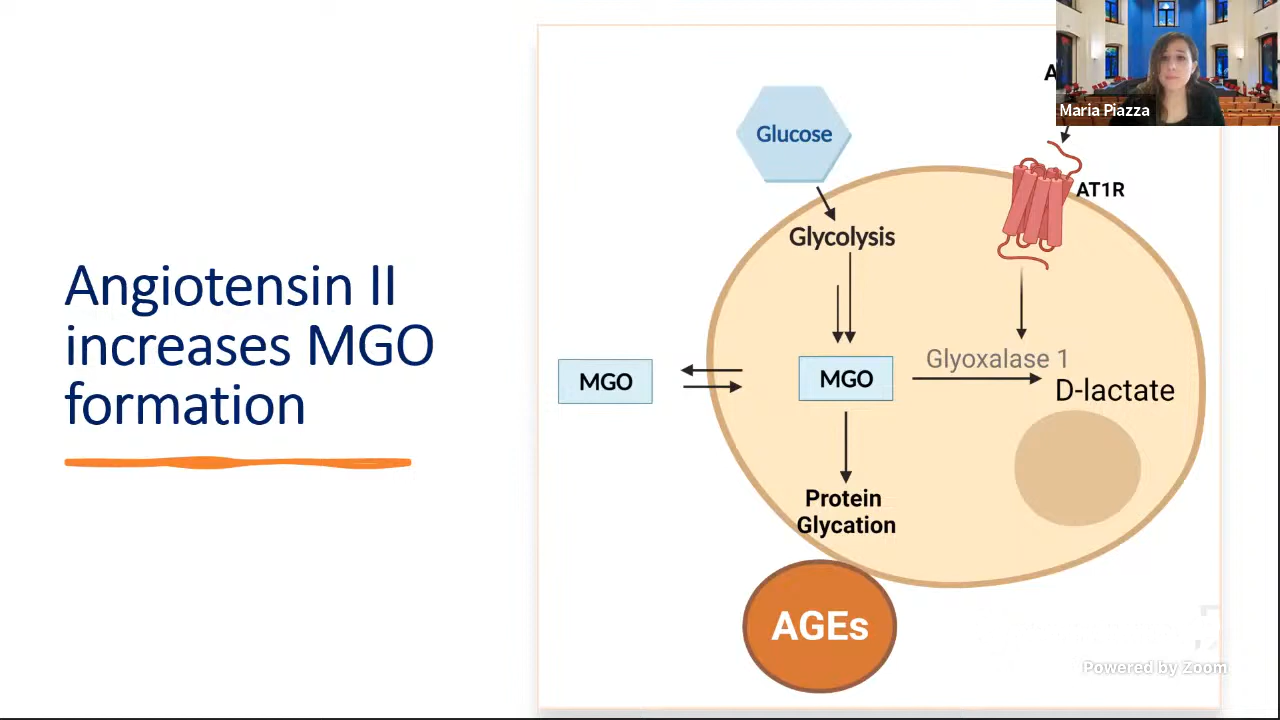 Angiotensin II
increases MGO
formation
Glucose
Glycolysis
AT1R
Glyoxalase 1
MGO
MGO
D-lactate
Protein
Glycation
AGEs
Maria Piazza
Powered by Zoom